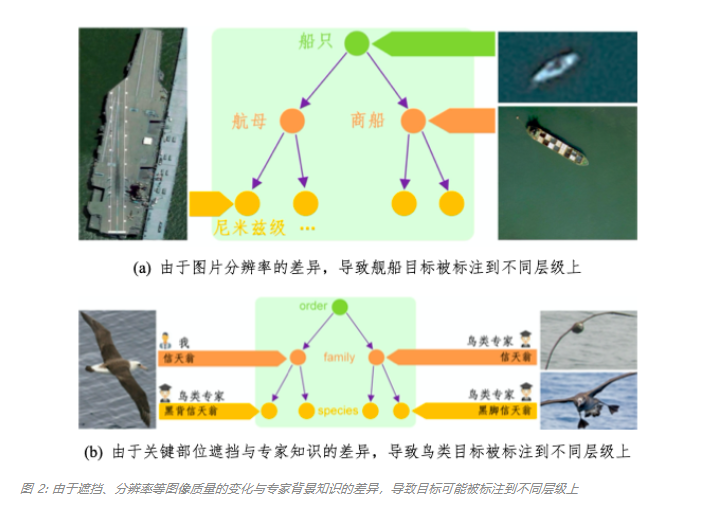 船只
航母
商船
尼米兹级 …
(a) 由于图片分辨率的差异，导致舰船目标被标注到不同层级上
order
我
鸟类专家
信天翁
family
信天翁
鸟类专家
鸟类专家
黑背信天翁
species
黑脚信天翁
(b) 由于关键部位遮挡与专家知识的差异，导致鸟类目标被标注到不同层级上
图 2: 由于遮挡、分辨率等图像质量的变化与专家背景知识的差异，导致目标可能被标注到不同层级上